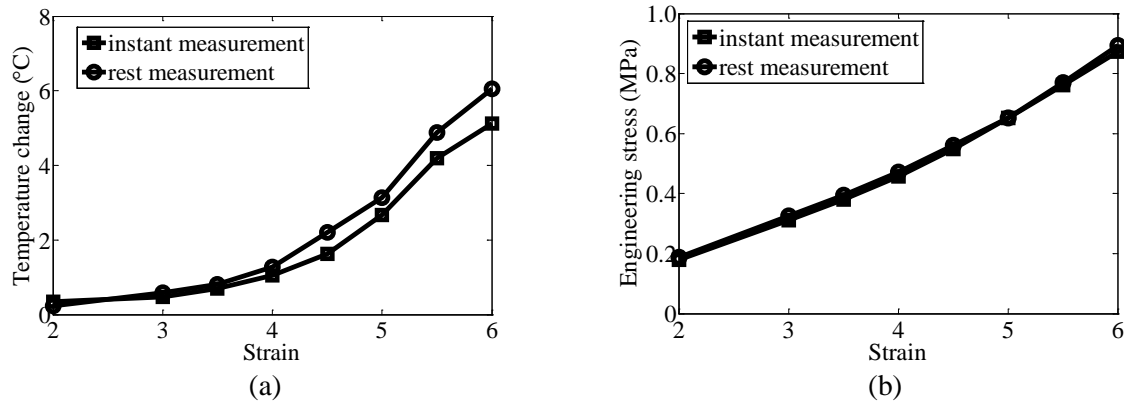 8
6
4
2
0
2
3
4
5
6
Temperature change (°C)
Strain
instant measurement
rest measurement
(a)
1.0
0.8
0.6
0.4
0.2
0
2
3
4
5
6
Engineering stress (MPa)
Strain
instant measurement
rest measurement
(b)